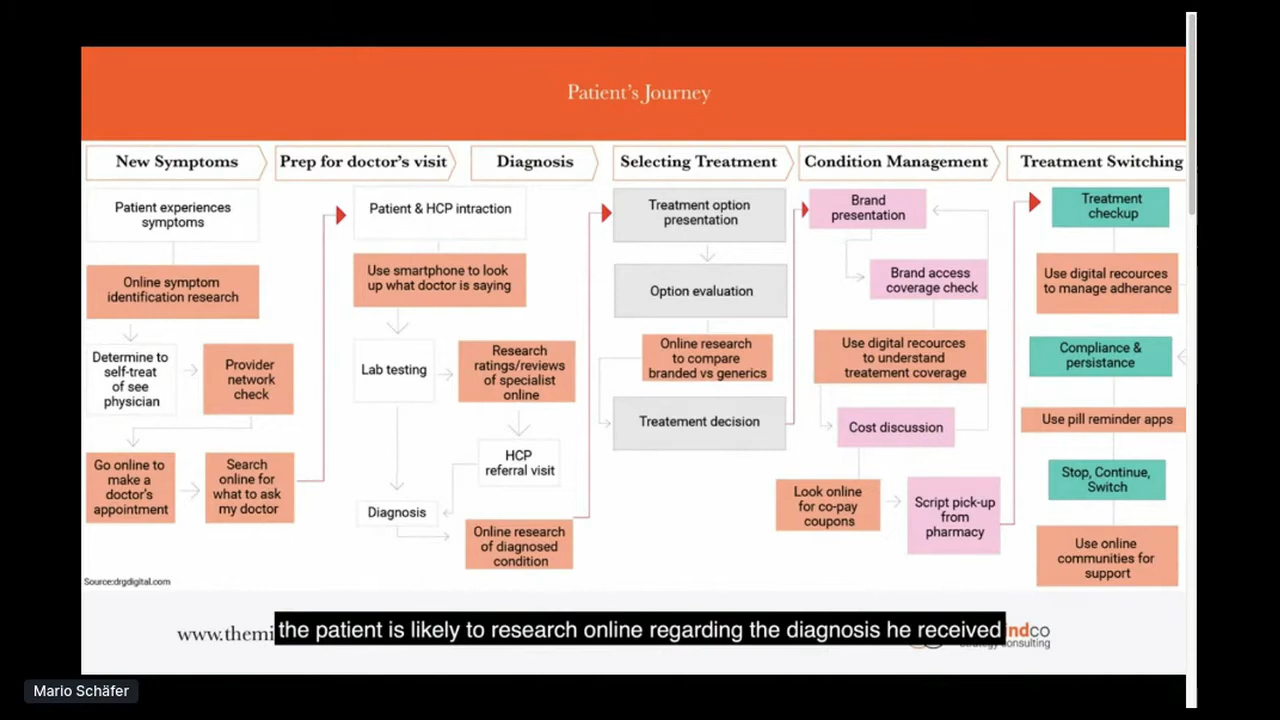 Patient's Journey
New Symptoms
Prep for doctor's visit
Diagnosis
Selecting Treatment
Condition Management
Treatment Switching
Patient experiences
symptoms
Online symptom
identification research
Determine to
self-treat
of see
physician
Provider
network
check
Go online to
make a
doctor's
appointment
Search
online for
what to ask
my doctor
Patient & HCP intraction
Use smartphone to look
up what doctor is saying
Lab testing
Research
ratings/reviews
of specialist
online
HCP
referral visit
Diagnosis
Online research
of diagnosed
condition
Treatment option
presentation
Option evaluation
Online research
to compare
branded vs generics
Treatement decision
Brand
presentation
Brand access
coverage check
Use digital recources
to understand
treatement coverage
Cost discussion
Look online
for co-pay
coupons
Script pick-up
from
pharmacy
Treatment
checkup
Use digital recources
to manage adherance
Compliance &
persistance
Use pill reminder apps
Stop, Continue,
Switch
Use online
communities for
support
Source:drgdigital.com
www.themi
the patient is likely to research online regarding the diagnosis he received
ndco
consulting
Mario Schäfer